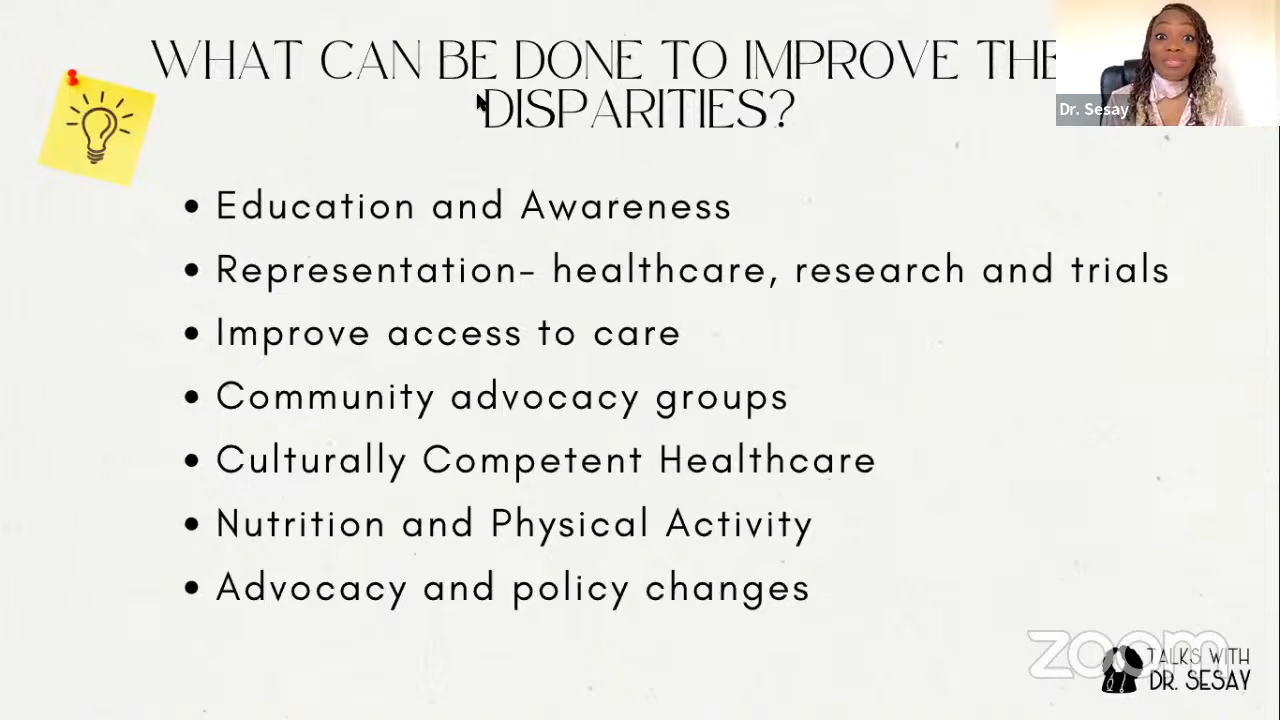 WHAT CAN BE DONE TO IMPROVE THE
DISPARITIES?
Dr. Sesay
• Education and Awareness
• Representation- healthcare, research and trials
• Improve access to care
• Community advocacy groups
• Culturally Competent Healthcare
• Nutrition and Physical Activity
• Advocacy and policy changes
zoom
TALKS WITH
DR. SESAY